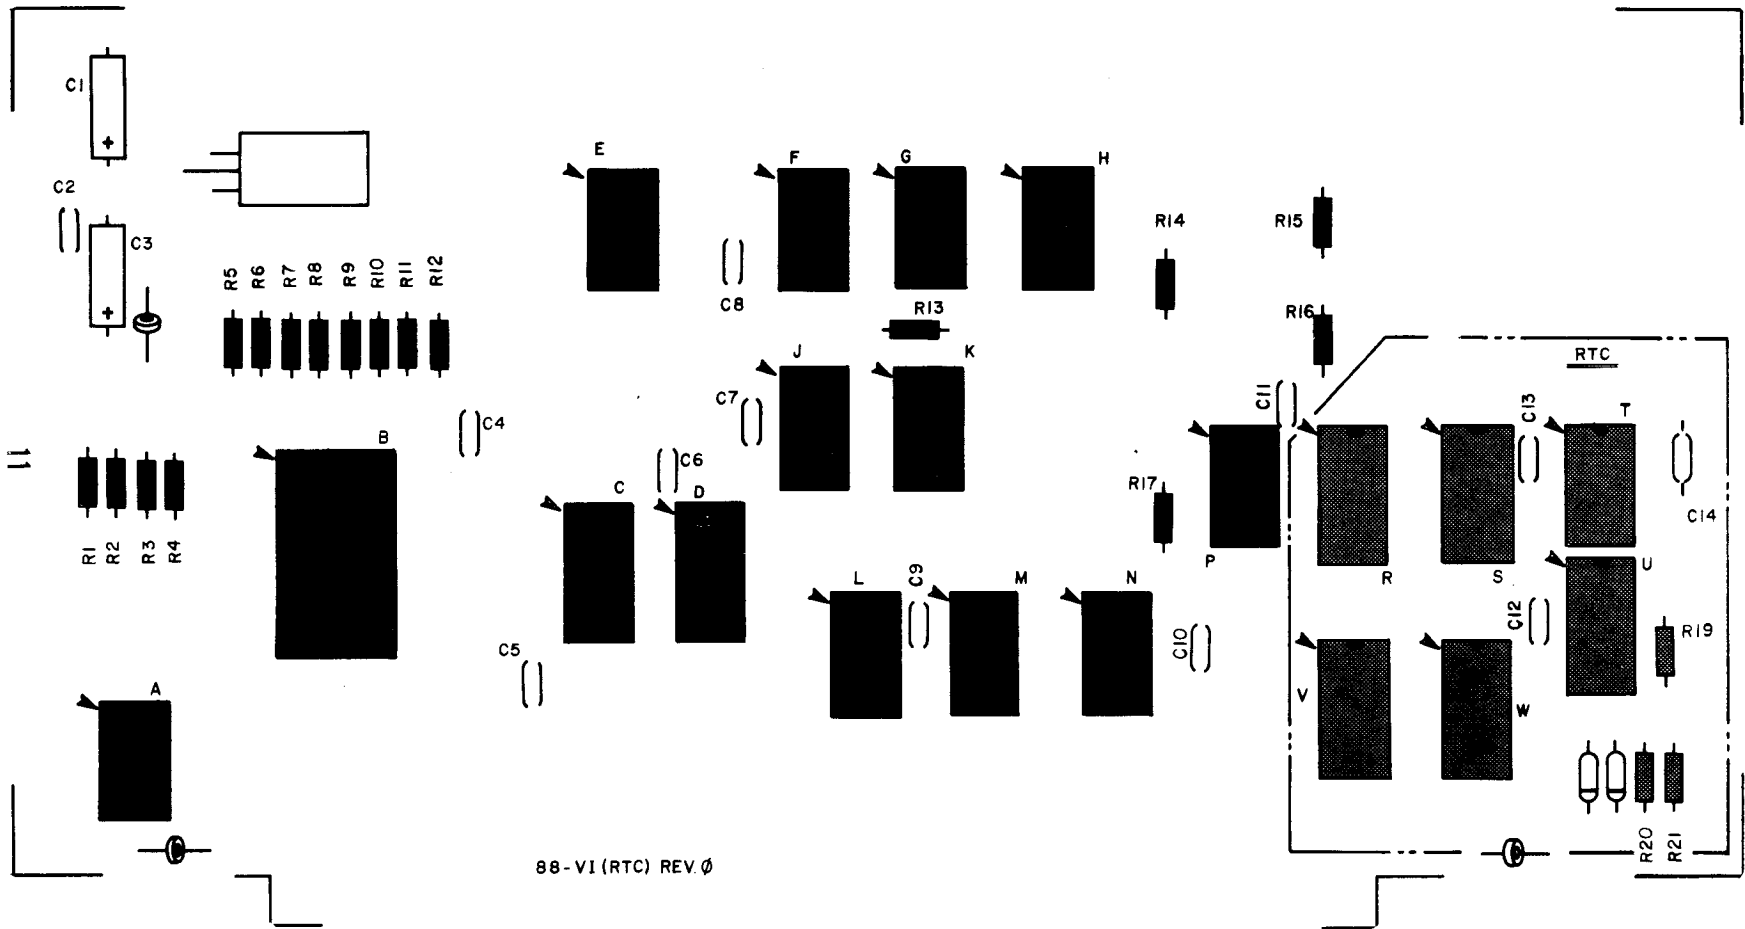 C1
C2
C3
R5 R6 R7 R8 R9 R10 R11 R12
E
F
G
H
C8
R13
R14
R15
R16
J
K
C7
C4
B
C6
C
D
R17
P
C11
RTC
C13
T
C14
R
S
U
11
R1 R2 R3 R4
C5
L
C9
M
N
C10
C12
R19
V
W
A
R20 R21
88-VI (RTC) REV. Ø
+
+